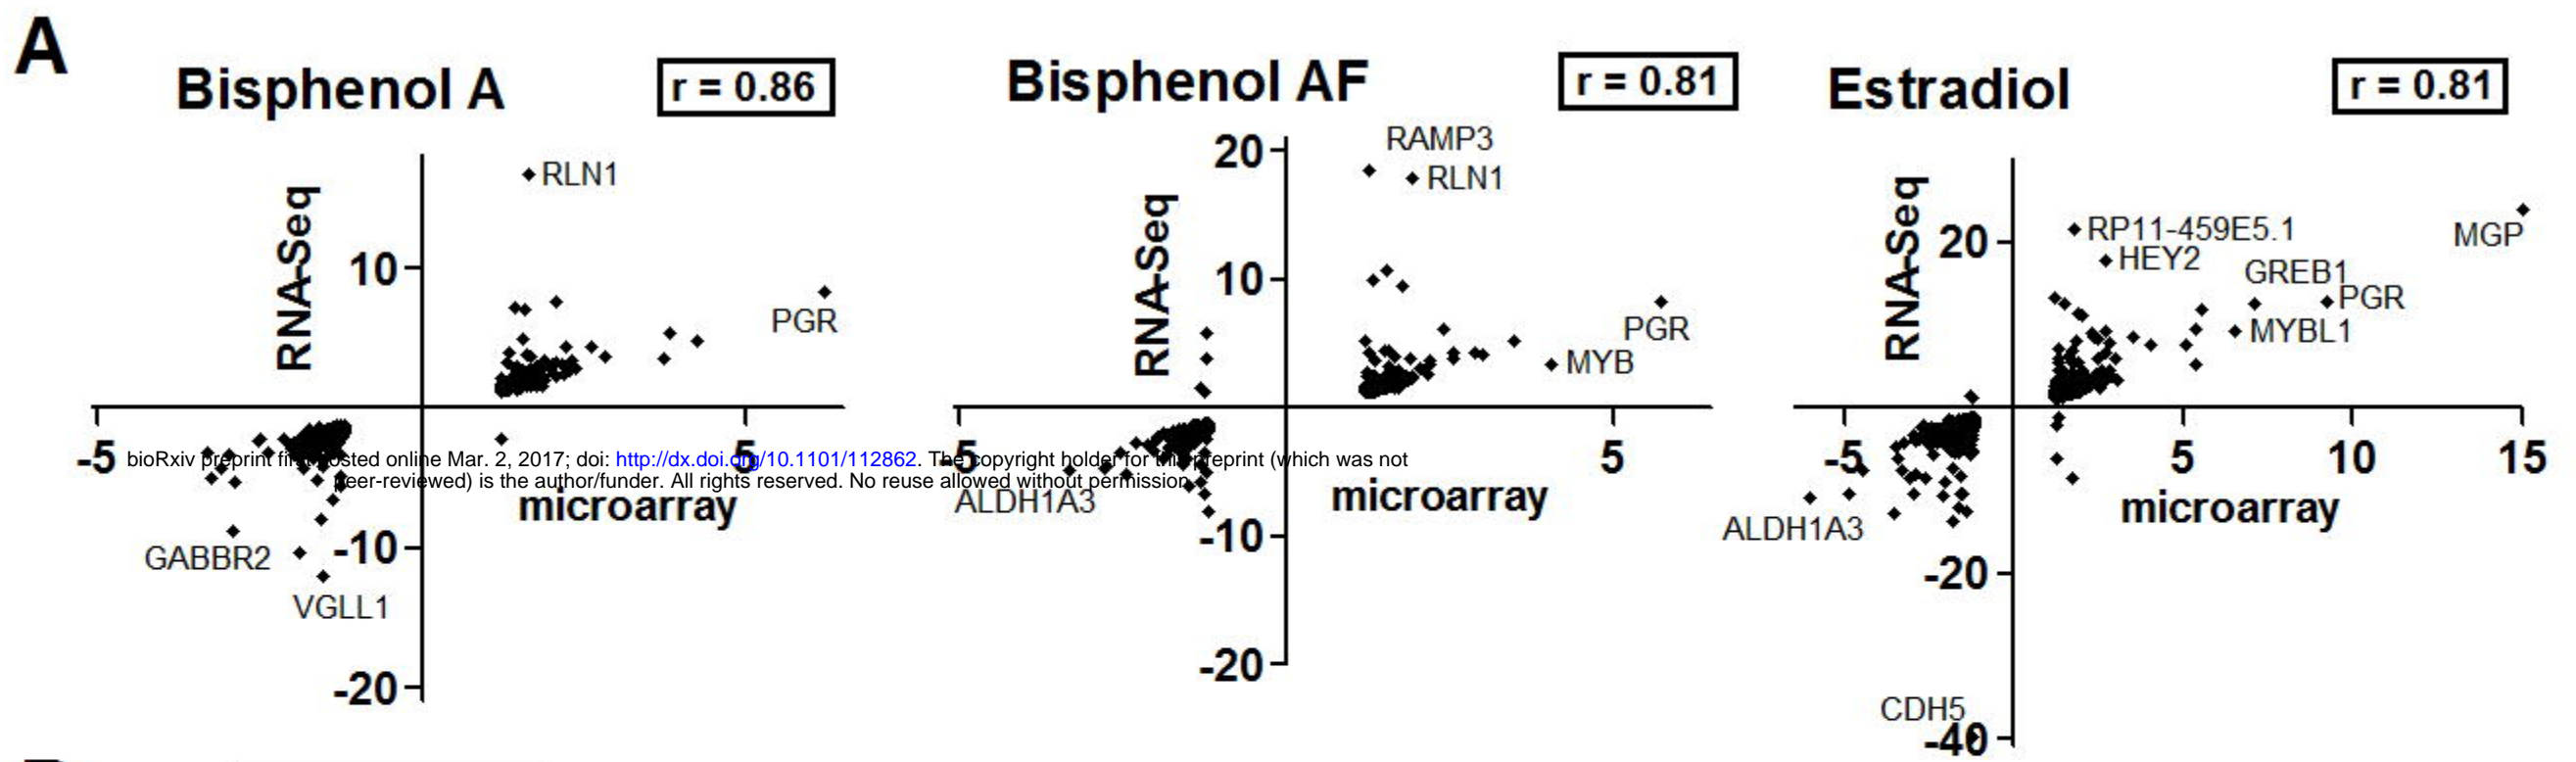 A
Bisphenol A
r = 0.86
RLN1
RNA-Seq
10
PGR
-5
5
microarray
GABBR2
-10
VGLL1
-20
Bisphenol AF
r = 0.81
20
RAMP3
RLN1
RNA-Seq
10
PGR
MYB
-5
5
ALDH1A3
microarray
-10
-20
Estradiol
r = 0.81
RNA-Seq
20
RP11-459E5.1
MGP
HEY2
GREB1
PGR
MYBL1
-5
5
10
15
microarray
ALDH1A3
-20
CDH5
-40
bioRxiv preprint first posted online Mar. 2, 2017; doi: http://dx.doi.org/10.1101/112862. The copyright holder for this preprint (which was not
peer-reviewed) is the author/funder. All rights reserved. No reuse allowed without permission.